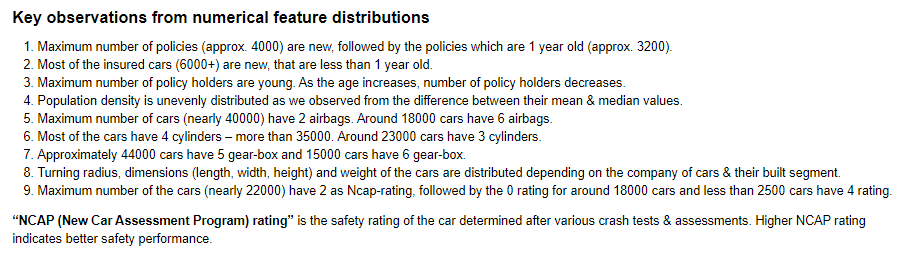 Key observations from numerical feature distributions
1. Maximum number of policies (approx. 4000) are new, followed by the policies which are 1 year old (approx. 3200).
2. Most of the insured cars (6000+) are new, that are less than 1 year old.
3. Maximum number of policy holders are young. As the age increases, number of policy holders decreases.
4. Population density is unevenly distributed as we observed from the difference between their mean & median values.
5. Maximum number of cars (nearly 40000) have 2 airbags. Around 18000 cars have 6 airbags.
6. Most of the cars have 4 cylinders – more than 35000. Around 23000 cars have 3 cylinders.
7. Approximately 44000 cars have 5 gear-box and 15000 cars have 6 gear-box.
8. Turning radius, dimensions (length, width, height) and weight of the cars are distributed depending on the company of cars & their built segment.
9. Maximum number of the cars (nearly 22000) have 2 as Ncap-rating, followed by the 0 rating for around 18000 cars and less than 2500 cars have 4 rating.
“NCAP (New Car Assessment Program) rating” is the safety rating of the car determined after various crash tests & assessments. Higher NCAP rating
indicates better safety performance.